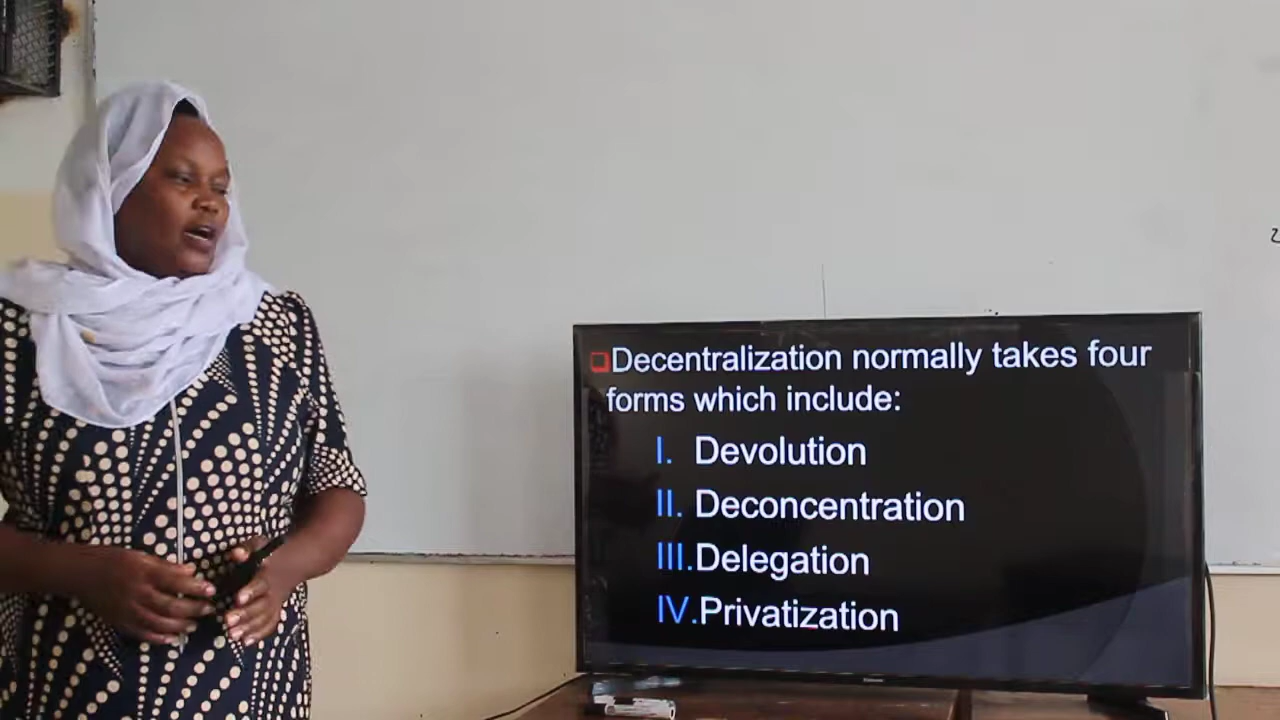 Decentralization normally takes four
forms which include:
I. Devolution
II. Deconcentration
III.Delegation
IV.Privatization